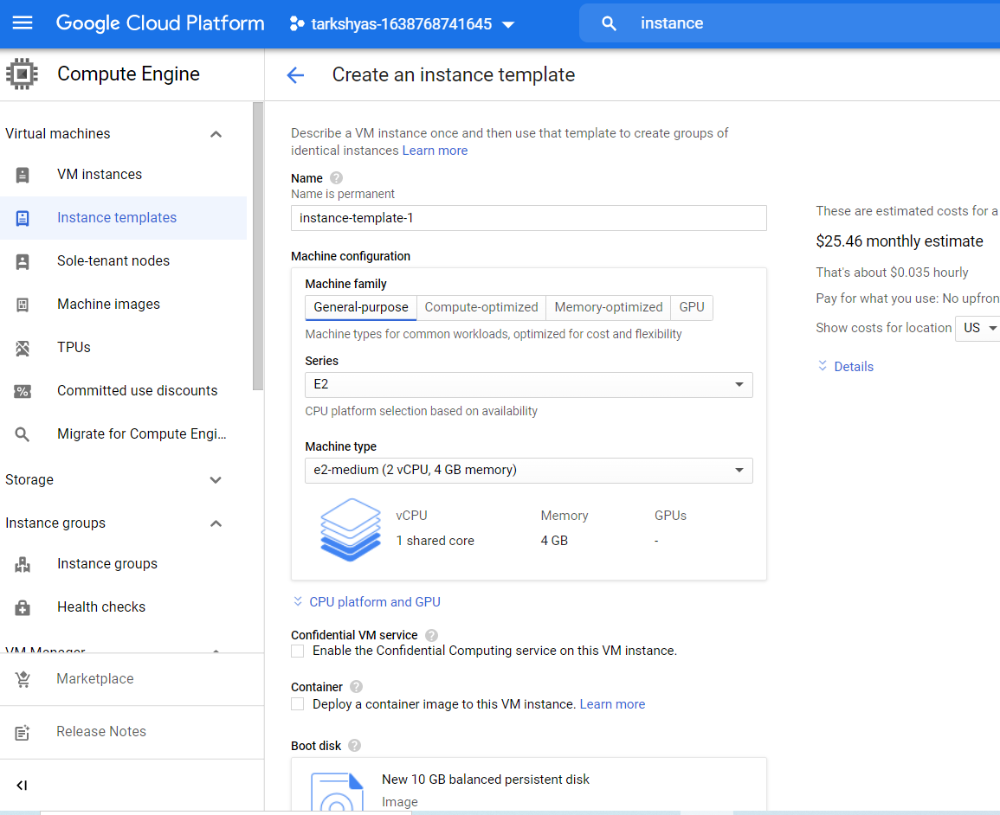 Google Cloud Platform
tarkshyas-1638768741645
instance
Compute Engine
Create an instance template
Virtual machines
VM instances
Instance templates
Sole-tenant nodes
Machine images
TPUs
Committed use discounts
Migrate for Compute Engi...
Storage
Instance groups
Instance groups
Health checks
VM Manager
Marketplace
Release Notes
Describe a VM instance once and then use that template to create groups of
identical instances Learn more
Name
Name is permanent
instance-template-1
Machine configuration
Machine family
General-purpose
Compute-optimized
Memory-optimized
GPU
Machine types for common workloads, optimized for cost and flexibility
Series
E2
CPU platform selection based on availability
Machine type
e2-medium (2 vCPU, 4 GB memory)
vCPU
Memory
GPUs
1 shared core
4 GB
-
CPU platform and GPU
Confidential VM service
Enable the Confidential Computing service on this VM instance.
Container
Deploy a container image to this VM instance. Learn more
Boot disk
New 10 GB balanced persistent disk
Image
These are estimated costs for a
$25.46 monthly estimate
That's about $0.035 hourly
Pay for what you use: No upfron
Show costs for location
US
Details